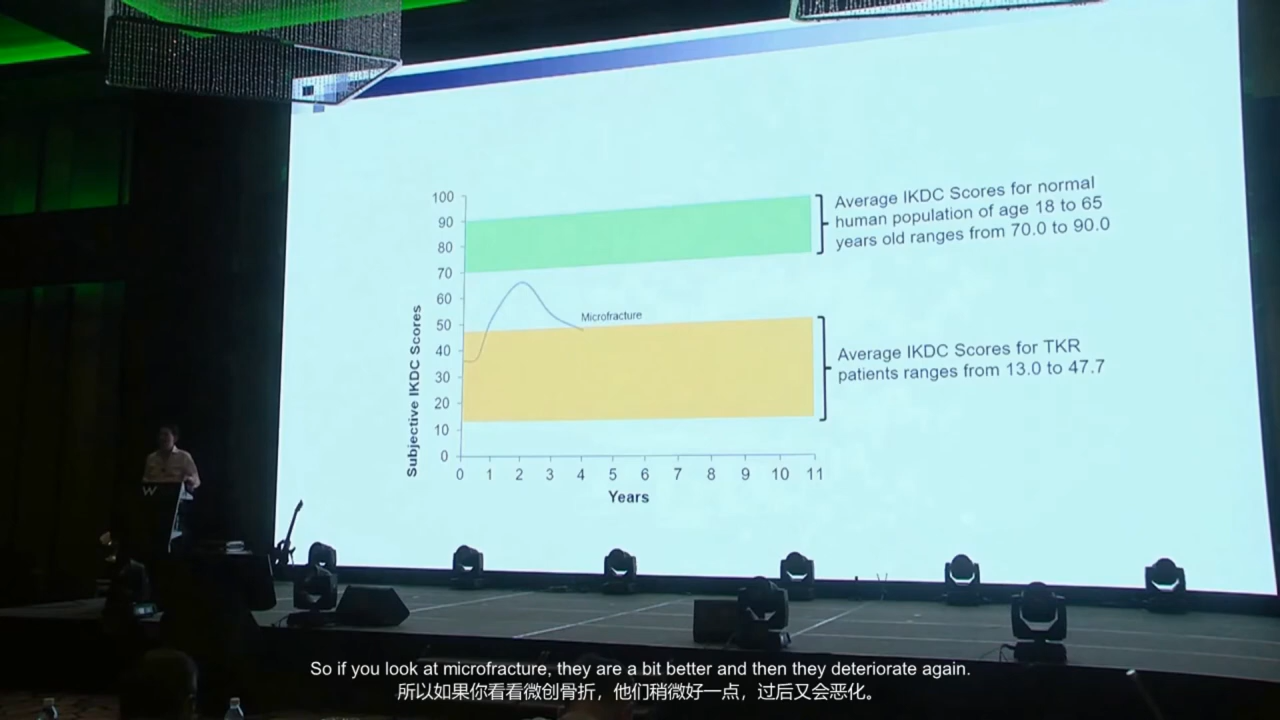 100
90
80
70
60
50
40
30
20
10
0
Subjective IKDC Scores
0 1 2 3 4 5 6 7 8 9 10 11
Years
Microfracture
Average IKDC Scores for normal
human population of age 18 to 65
years old ranges from 70.0 to 90.0
Average IKDC Scores for TKR
patients ranges from 13.0 to 47.7
W
So if you look at microfracture, they are a bit better and then they deteriorate again.
所以如果你看看微创骨折，他们稍微好一点，过后又会恶化。